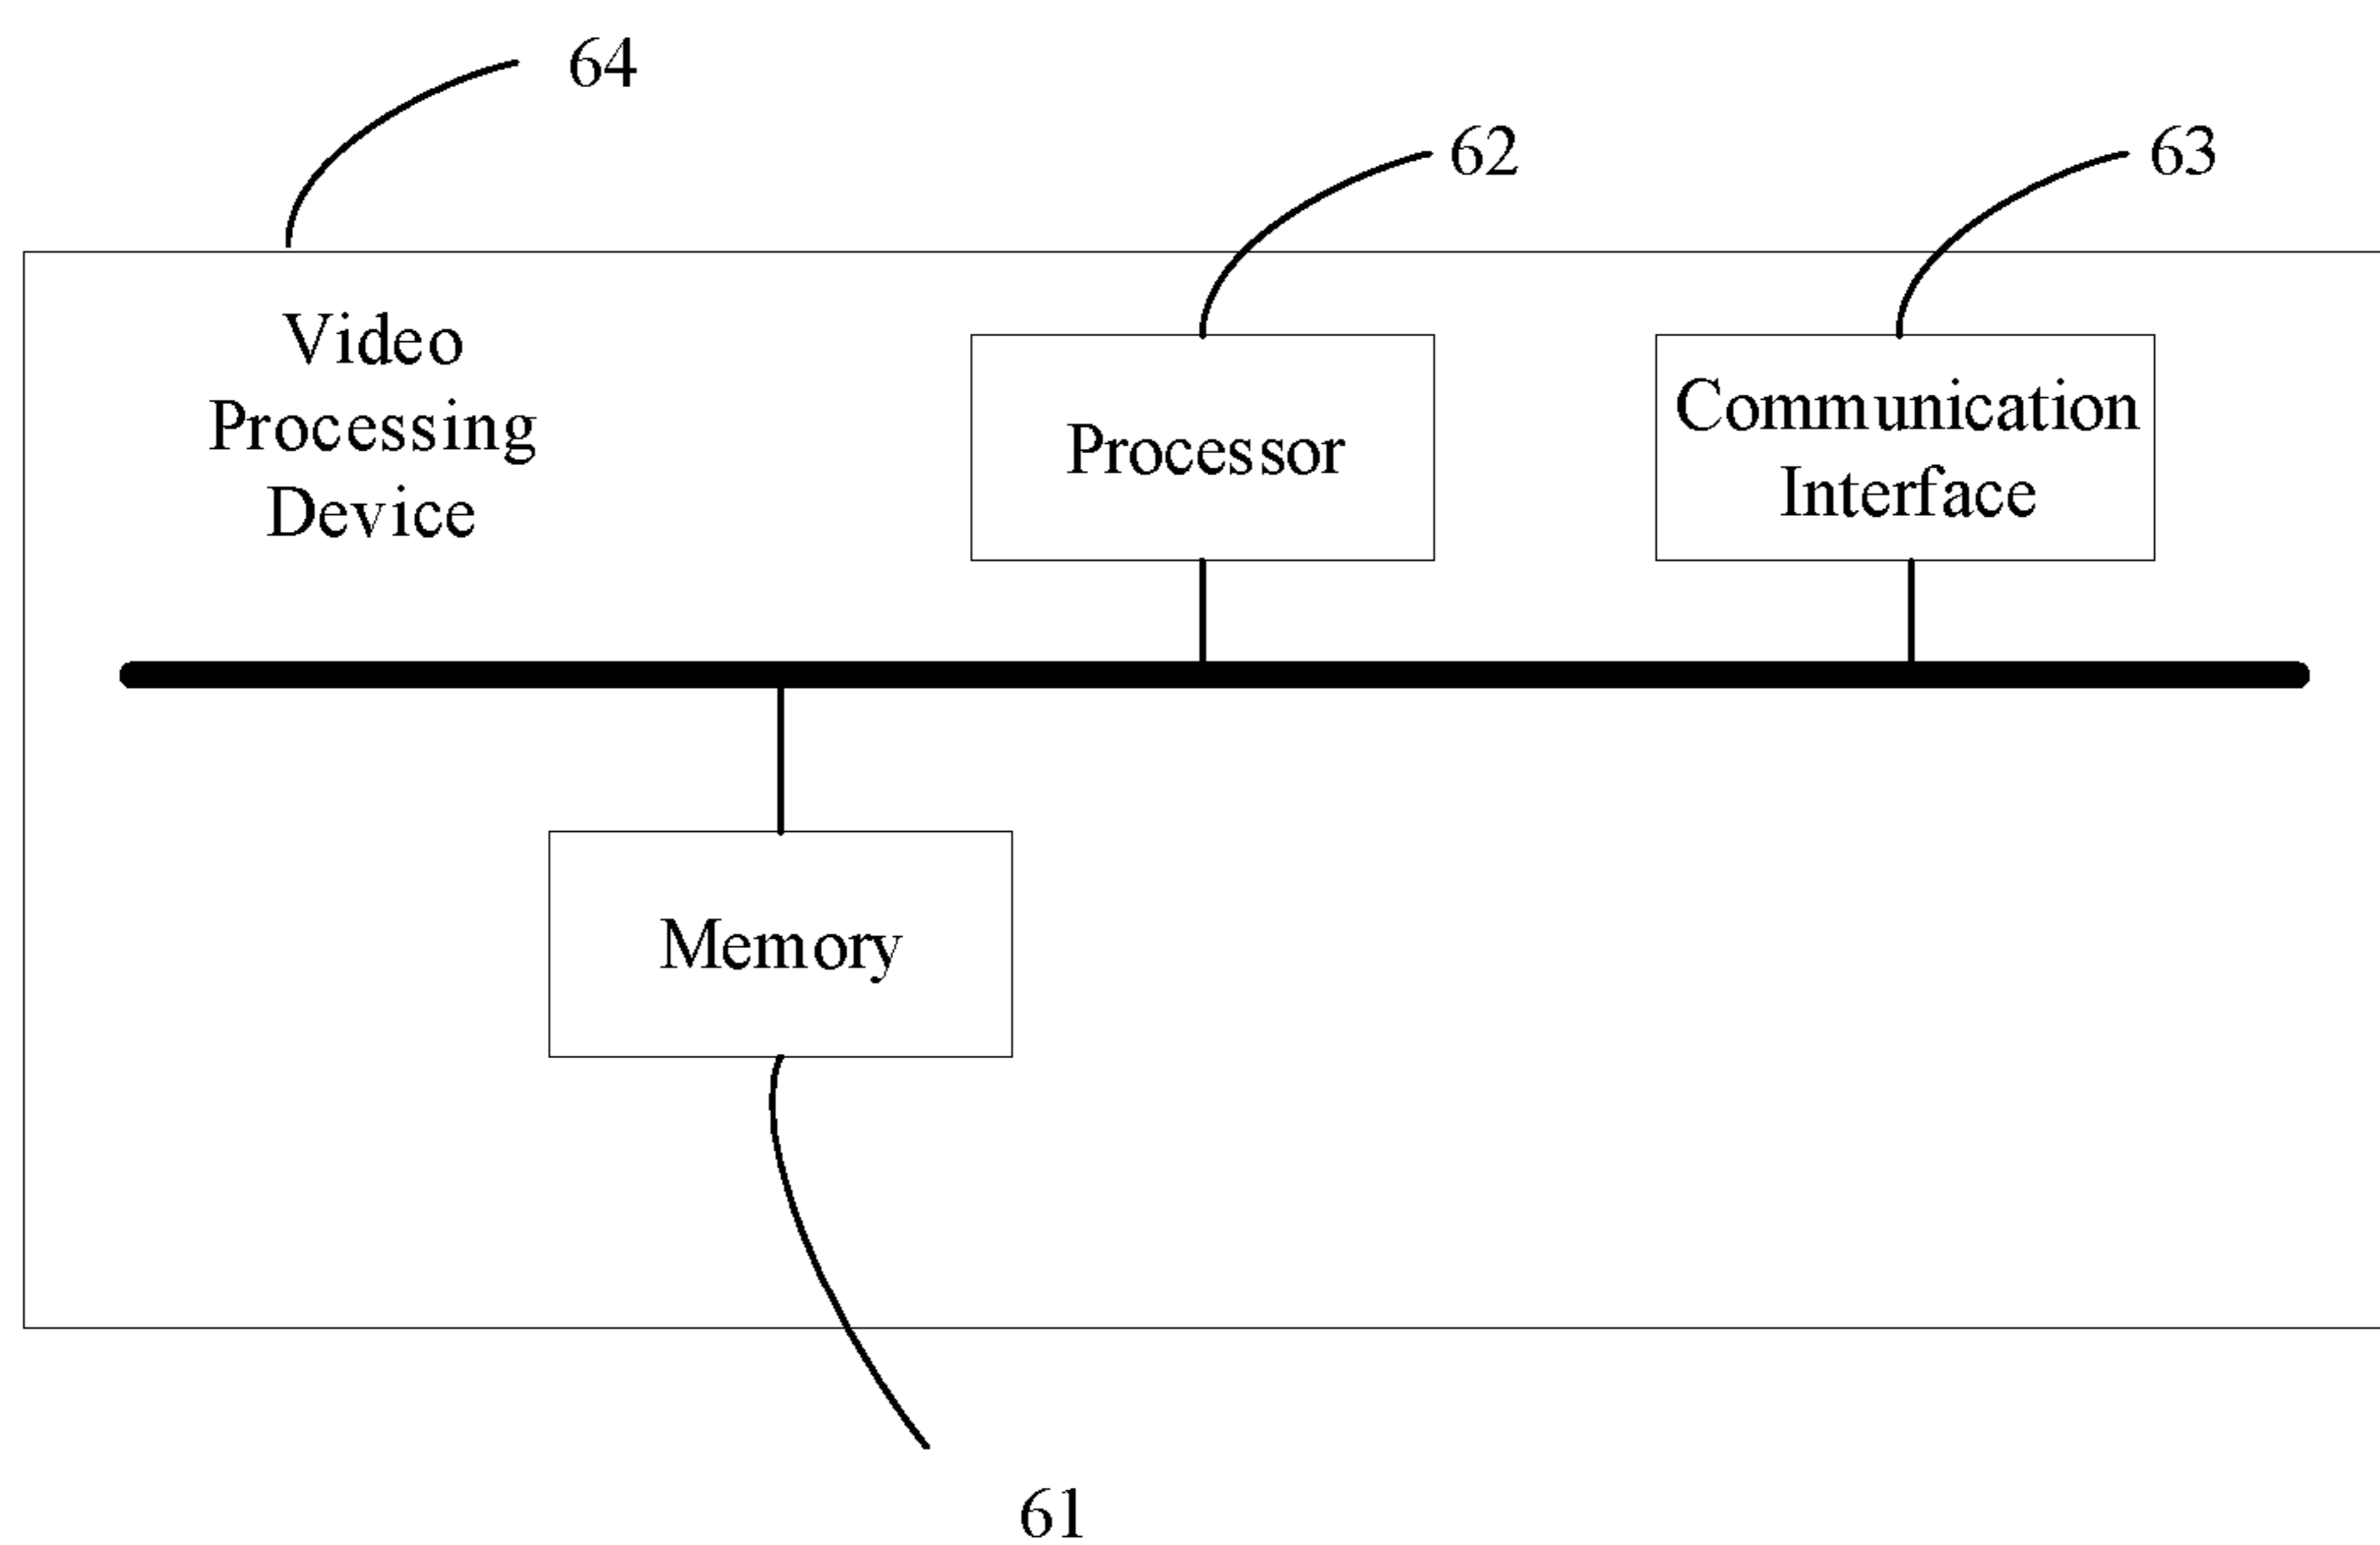 64
62
63
Video
Processing
Device
Processor
Communication
Interface
Memory
61